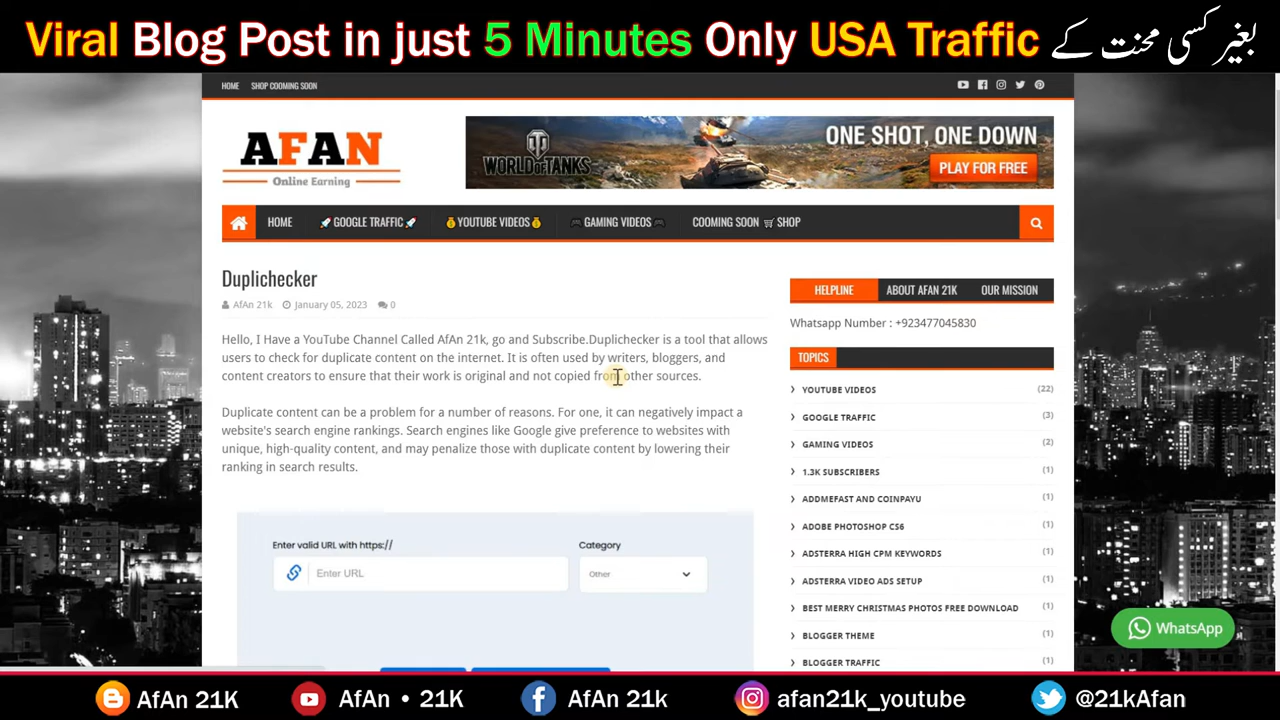 Viral Blog Post in just 5 Minutes Only USA Traffic بغیر کسی محنت کے
HOME SHOP COOMING SOON
AFAN
Online Earning
WORLD OF TANKS
ONE SHOT, ONE DOWN
PLAY FOR FREE
HOME 🚀 GOOGLE TRAFFIC 🚀 💰 YOUTUBE VIDEOS 💰 🎮 GAMING VIDEOS 🎮 COOMING SOON 🛒 SHOP
Duplichecker
AfAn 21k January 05, 2023 0
Hello, I Have a YouTube Channel Called AfAn 21k, go and Subscribe.Duplichecker is a tool that allows
users to check for duplicate content on the internet. It is often used by writers, bloggers, and
content creators to ensure that their work is original and not copied from other sources.
Duplicate content can be a problem for a number of reasons. For one, it can negatively impact a
website's search engine rankings. Search engines like Google give preference to websites with
unique, high-quality content, and may penalize those with duplicate content by lowering their
ranking in search results.
Enter valid URL with https:// Category
Enter URL Other
HELPLINE ABOUT AFAN 21K OUR MISSION
Whatsapp Number : +923477045830
TOPICS
YOUTUBE VIDEOS (22)
GOOGLE TRAFFIC (3)
GAMING VIDEOS (2)
1.3K SUBSCRIBERS (1)
ADDMEFAST AND COINPAYU (1)
ADOBE PHOTOSHOP CS6 (1)
ADSTERRA HIGH CPM KEYWORDS (1)
ADSTERRA VIDEO ADS SETUP (1)
BEST MERRY CHRISTMAS PHOTOS FREE DOWNLOAD (1)
BLOGGER THEME (1)
BLOGGER TRAFFIC (1)
WhatsApp
AfAn 21K AfAn • 21K AfAn 21k afan21k_youtube @21kAfan